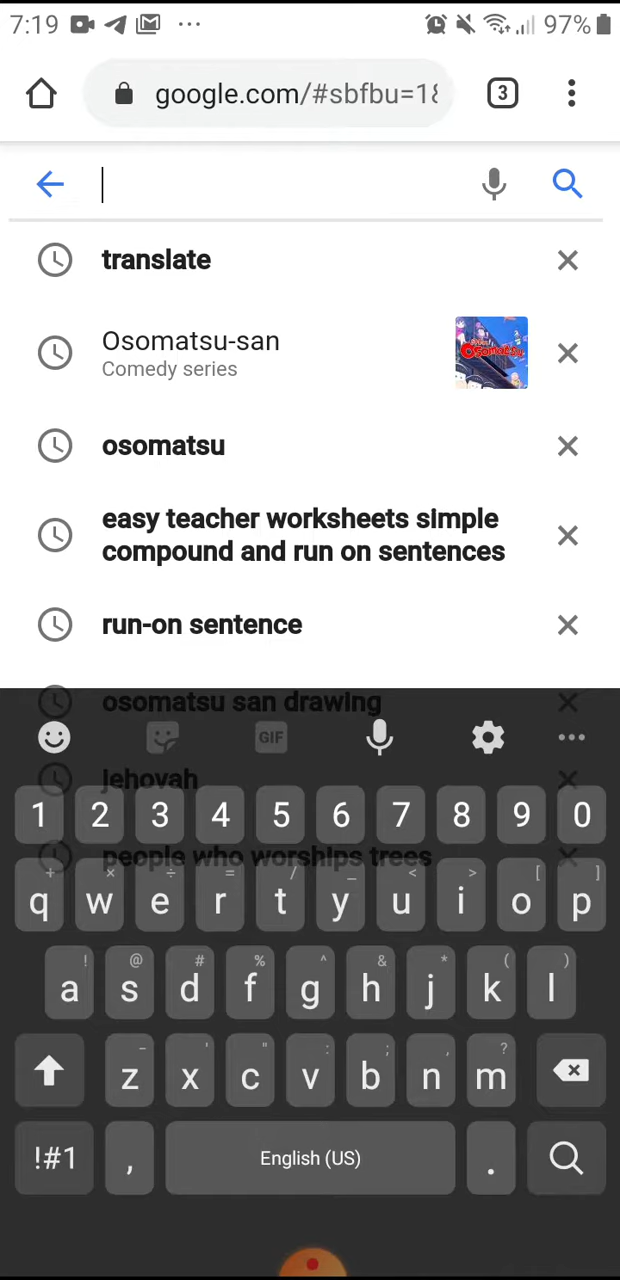 7:19 97%
google.com/#sbfbu=18
3
translate
Osomatsu-san
Comedy series
Osomatsu
osomatsu
easy teacher worksheets simple
compound and run on sentences
run-on sentence
osomatsu san drawing
GIF
jehovah
1 2 3 4 5 6 7 8 9 0
people who worships trees
+ × ÷ = / _ < > [ ]
q w e r t y u i o p
! @ # % ^ & * ( )
a s d f g h j k l
- ' " : ; , ?
z x c v b n m
!#1 , English (US) .